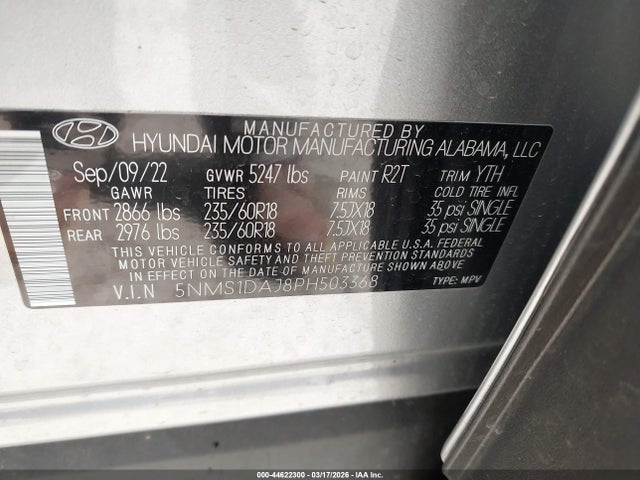 MANUFACTURED BY
HYUNDAI MOTOR MANUFACTURING ALABAMA, LLC
Sep/09/22 GVWR 5247 lbs PAINT R2T TRIM YTH
GAWR TIRES RIMS COLD TIRE INFL
FRONT 2866 lbs 235/60R18 7.5JX18 35 psi SINGLE
REAR 2976 lbs 235/60R18 7.5JX18 35 psi SINGLE
THIS VEHICLE CONFORMS TO ALL APPLICABLE U.S.A. FEDERAL
MOTOR VEHICLE SAFETY AND THEFT PREVENTION STANDARDS
IN EFFECT ON THE DATE OF MANUFACTURE SHOWN ABOVE.
V.I.N 5NMS1DAJ8PH503368 TYPE: MPV
000-44622300 - 03/17/2026 - IAA Inc.